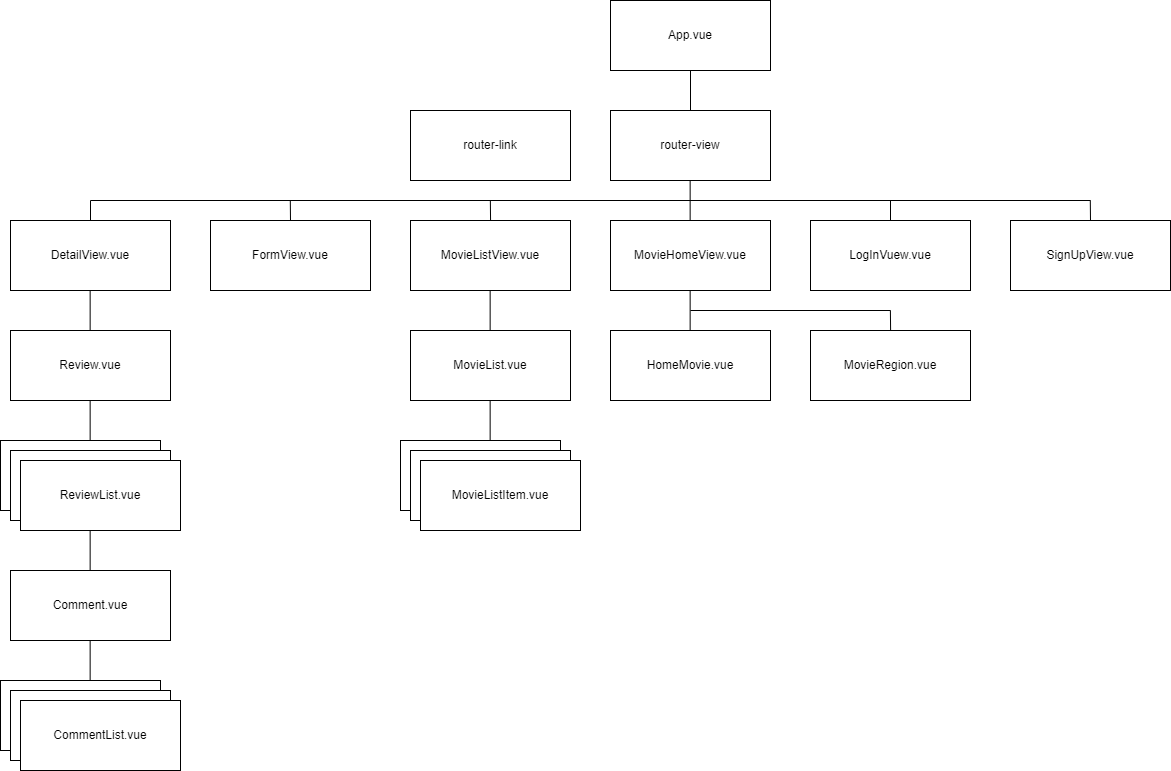 App.vue
router-link
router-view
DetailView.vue
FormView.vue
MovieListView.vue
MovieHomeView.vue
LogInVuew.vue
SignUpView.vue
Review.vue
MovieList.vue
HomeMovie.vue
MovieRegion.vue
ReviewList.vue
MovieListItem.vue
Comment.vue
CommentList.vue